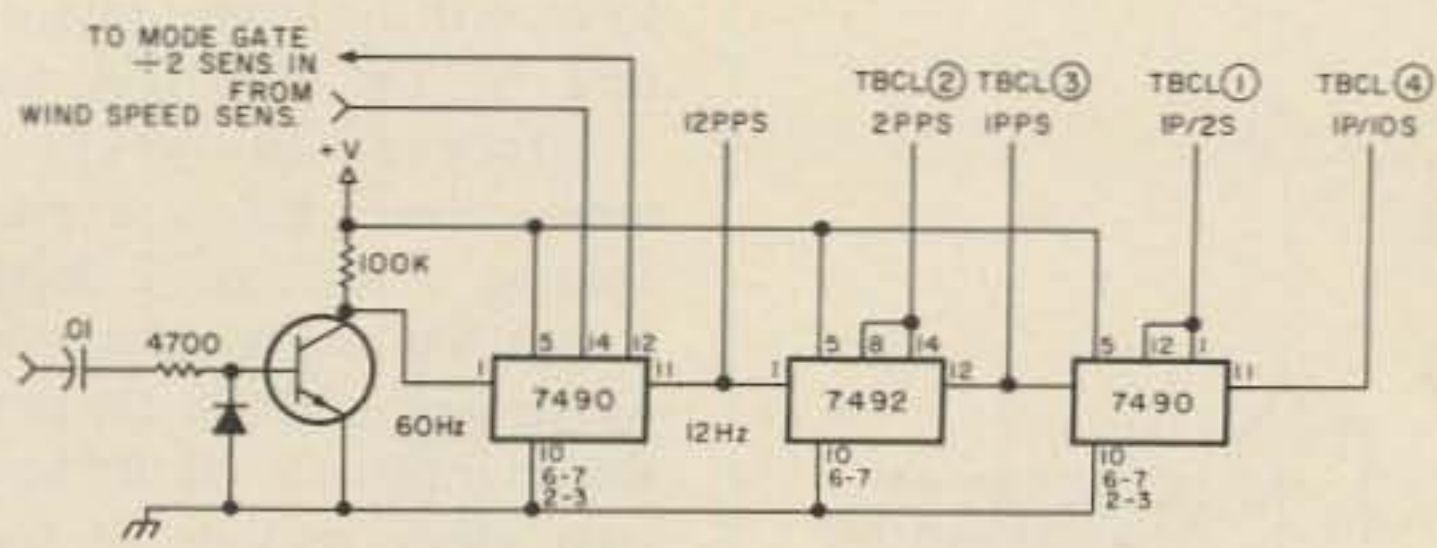 TO MODE GATE
÷2 SENS. IN
FROM
WIND SPEED SENS.
+V
12PPS
TBCL②
2PPS
TBCL③
1PPS
TBCL①
1P/2S
TBCL④
1P/10S
100K
.01
4700
60Hz
1
5
14
12
11
7490
10
6-7
2-3
12Hz
1
5
8
14
12
7492
10
6-7
5
12
1
11
7490
10
6-7
2-3